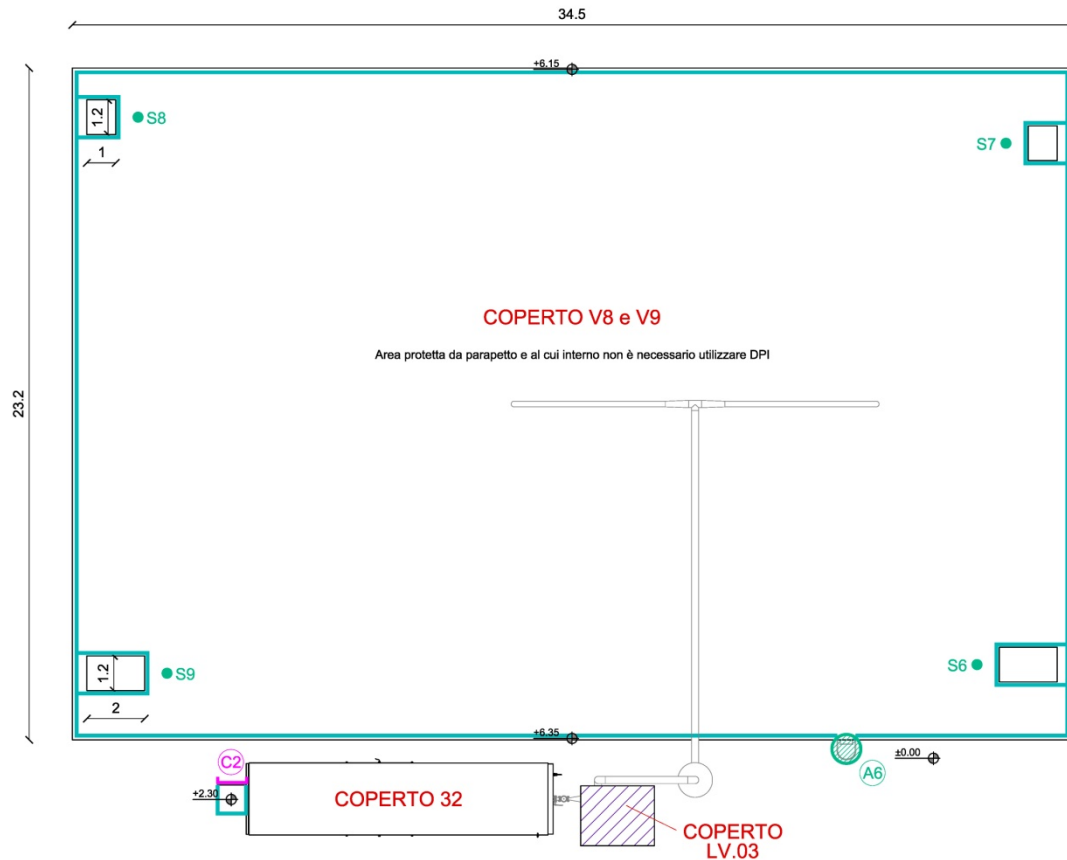 34.5
+6.15
1.2
S8
S7
1
COPERTO V8 e V9
Area protetta da parapetto e al cui interno non è necessario utilizzare DPI
23.2
1.2
S9
S6
2
+6.35
±0.00
C2
A6
+2.30
COPERTO 32
COPERTO
LV.03